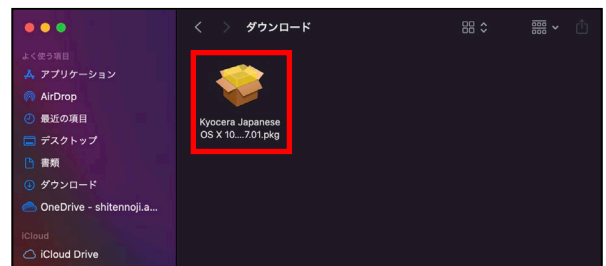 ダウンロード
よく使う項目
アプリケーション
AirDrop
最近の項目
デスクトップ
書類
ダウンロード
OneDrive – shitennoji.a...
iCloud
iCloud Drive
Kyocera Japanese
OS X 10....7.01.pkg